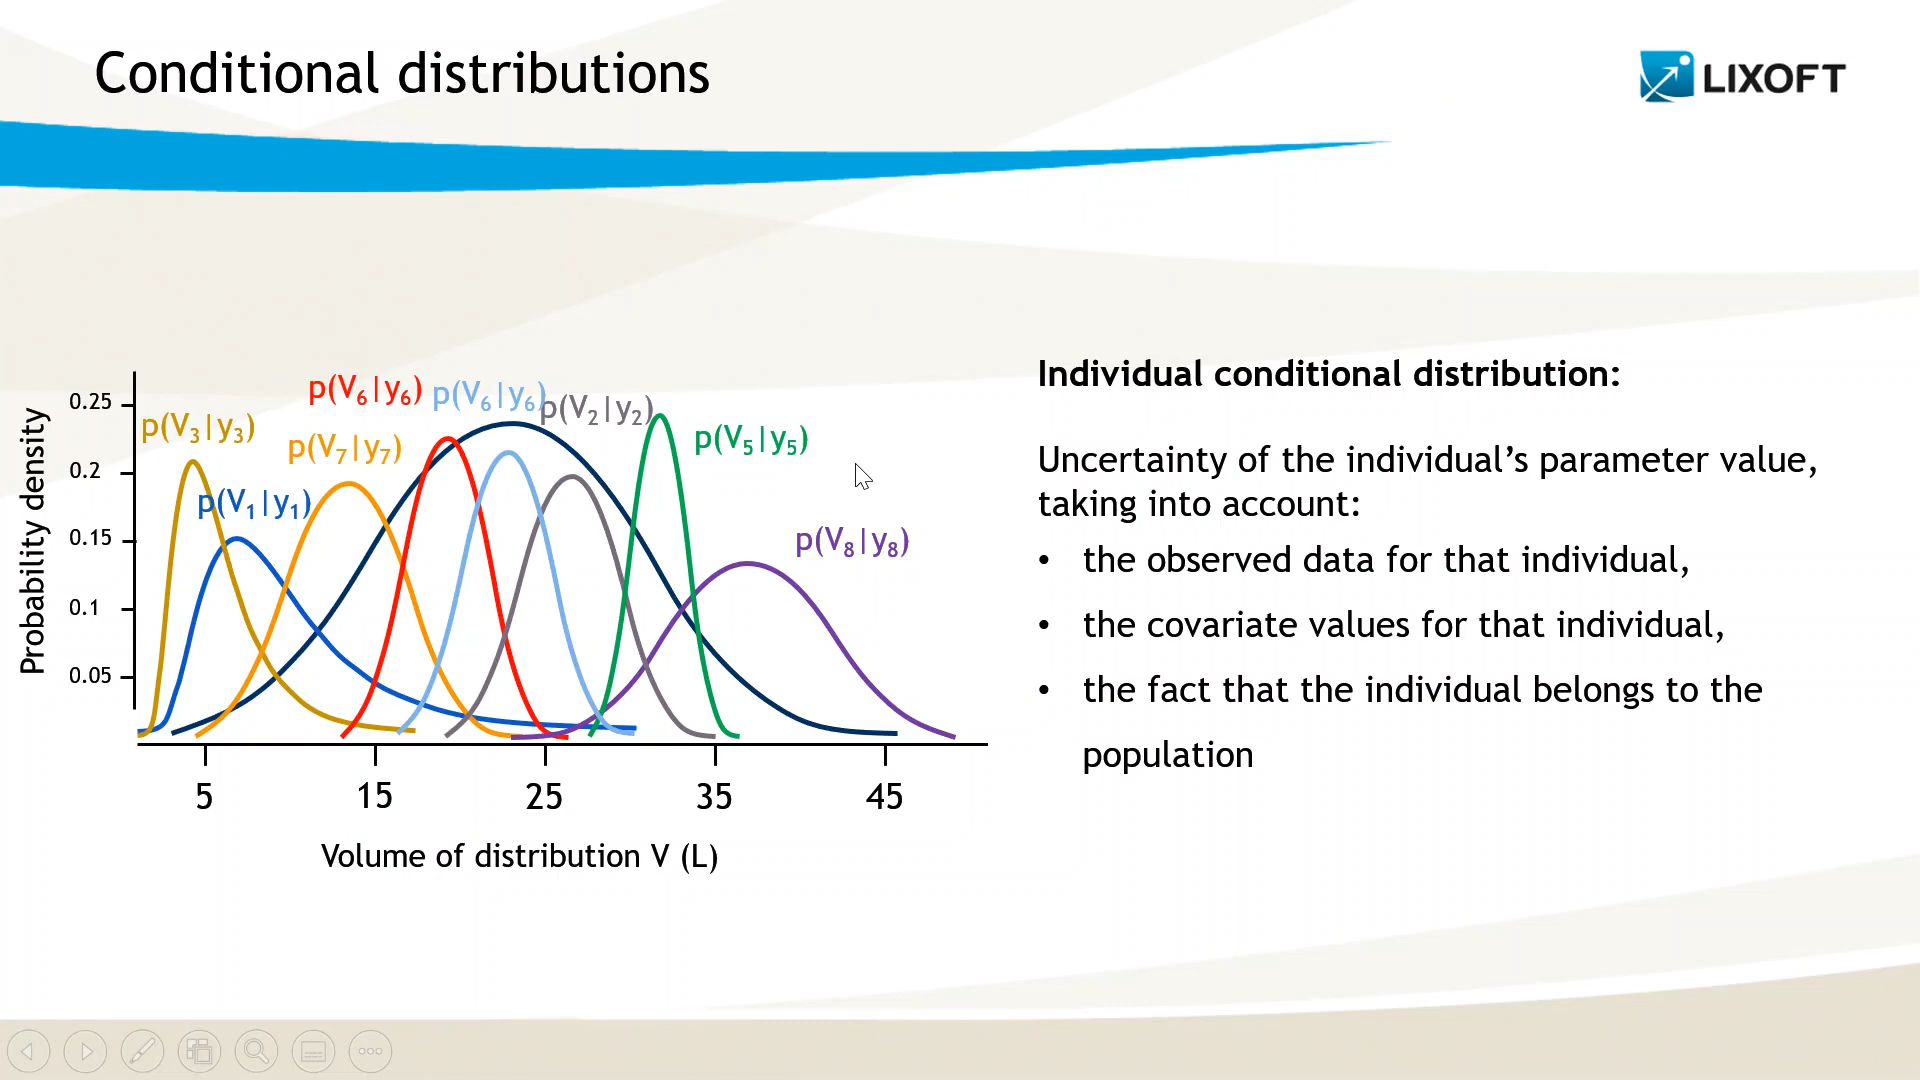 Conditional distributions
LIXOFT
Probability density
0.25
0.2
0.15
0.1
0.05
p(V₃|y₃)
p(V₁|y₁)
p(V₇|y₇)
p(V₆|y₆)
p(V₆|y₆)
p(V₂|y₂)
p(V₅|y₅)
p(V₈|y₈)
5 15 25 35 45
Volume of distribution V (L)
Individual conditional distribution:
Uncertainty of the individual’s parameter value,
taking into account:
• the observed data for that individual,
• the covariate values for that individual,
• the fact that the individual belongs to the
population